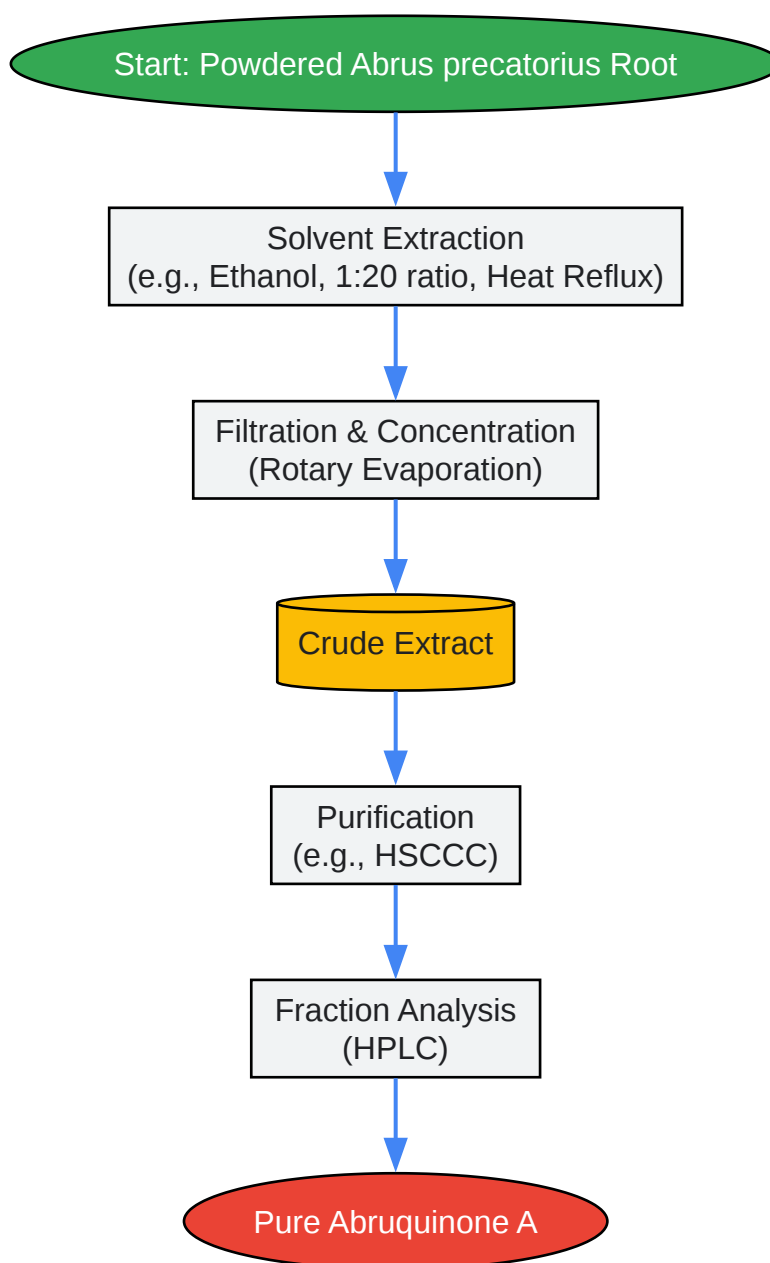 Start: Powdered Abrus precatorius Root
Solvent Extraction
(e.g., Ethanol, 1:20 ratio, Heat Reflux)
Filtration & Concentration
(Rotary Evaporation)
Crude Extract
Purification
(e.g., HSCCC)
Fraction Analysis
(HPLC)
Pure Abruquinone A